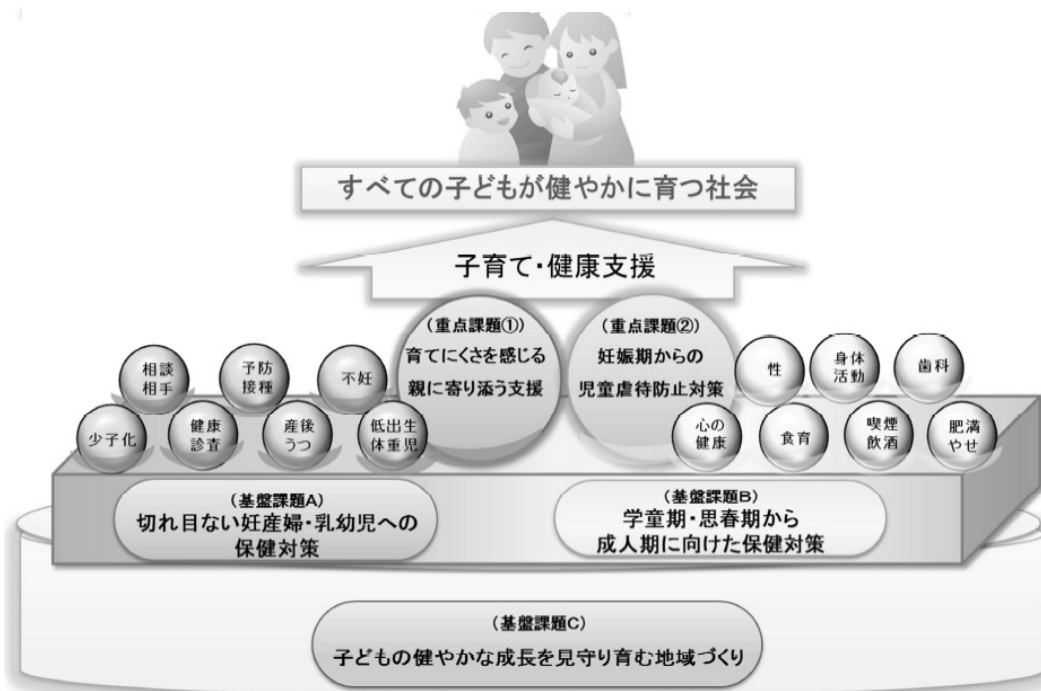 すべての子どもが健やかに育つ社会
子育て・健康支援
(重点課題①)
育てにくさを感じる
親に寄り添う支援
(重点課題②)
妊娠期からの
児童虐待防止対策
相談
相手
予防
接種
不妊
少子化
健康
診査
産後
うつ
低出生
体重児
性
身体
活動
歯科
心の
健康
食育
喫煙
飲酒
肥満
やせ
(基盤課題A)
切れ目ない妊産婦・乳幼児への
保健対策
(基盤課題B)
学童期・思春期から
成人期に向けた保健対策
(基盤課題C)
子どもの健やかな成長を見守り育む地域づくり